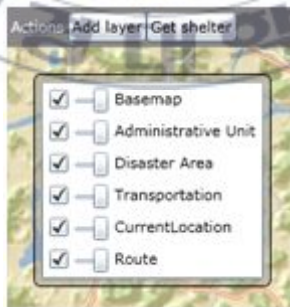 Actions Add layer Get shelter
Basemap
Administrative Unit
Disaster Area
Transportation
CurrentLocation
Route